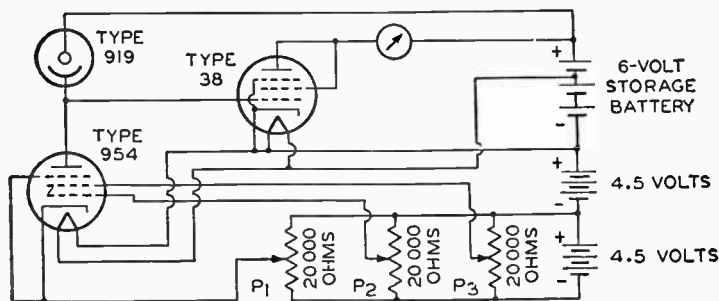 TYPE
919
TYPE
38
+
6-VOLT
STORAGE
BATTERY
-
TYPE
954
2
+
4.5 VOLTS
-
+
4.5 VOLTS
-
P1
20 000
OHMS
P2
20 000
OHMS
P3
20 000
OHMS